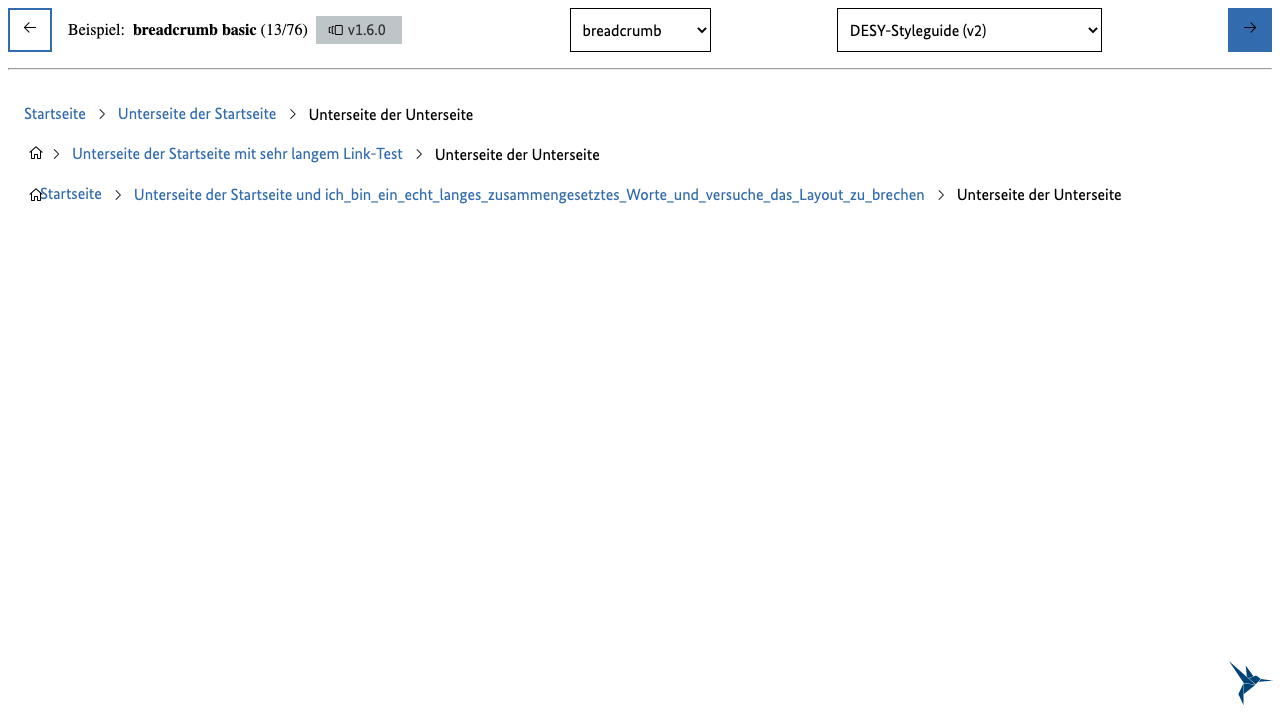 Beispiel: breadcrumb basic (13/76) v1.6.0 breadcrumb DESY-Styleguide (v2)
Startseite Unterseite der Startseite Unterseite der Unterseite
Unterseite der Startseite mit sehr langem Link-Test Unterseite der Unterseite
Startseite Unterseite der Startseite und ich_bin_ein_echt_langes_zusammengesetztes_Worte_und_versuche_das_Layout_zu_brechen Unterseite der Unterseite